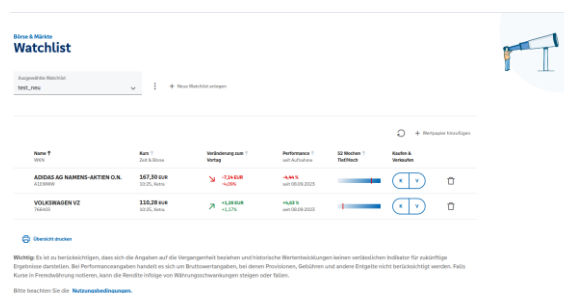 Börse & Märkte
Watchlist
Ausgewählte Watchlist
test_neu
+ Neue Watchlist anlegen
+ Wertpapier hinzufügen
Name ↑ Kurs ↑ Veränderung zum ↑ Performance ↑ 52 Wochen ↑ Kaufen &
WKN Zeit & Börse Vortag seit Aufnahme Tief/Hoch Verkaufen
ADIDAS AG NAMENS-AKTIEN O.N. 167,30 EUR -7,14 EUR -4,44 % K V
A1EWWW 10:25, Xetra -4,09% seit 08.09.2025
VOLKSWAGEN VZ 110,28 EUR +1,28 EUR +4,63 % K V
766403 10:25, Xetra +1,17% seit 08.09.2025
Übersicht drucken
Wichtig: Es ist zu berücksichtigen, dass sich die Angaben auf die Vergangenheit beziehen und historische Wertentwicklungen keinen verlässlichen Indikator für zukünftige
Ergebnisse darstellen. Bei Performanceangaben handelt es sich um Bruttowertangaben, bei deren Provisionen, Gebühren und andere Entgelte nicht berücksichtigt werden. Falls
Kurse in Fremdwährung notieren, kann die Rendite infolge von Währungsschwankungen steigen oder fallen.
Bitte beachten Sie die Nutzungsbedingungen.